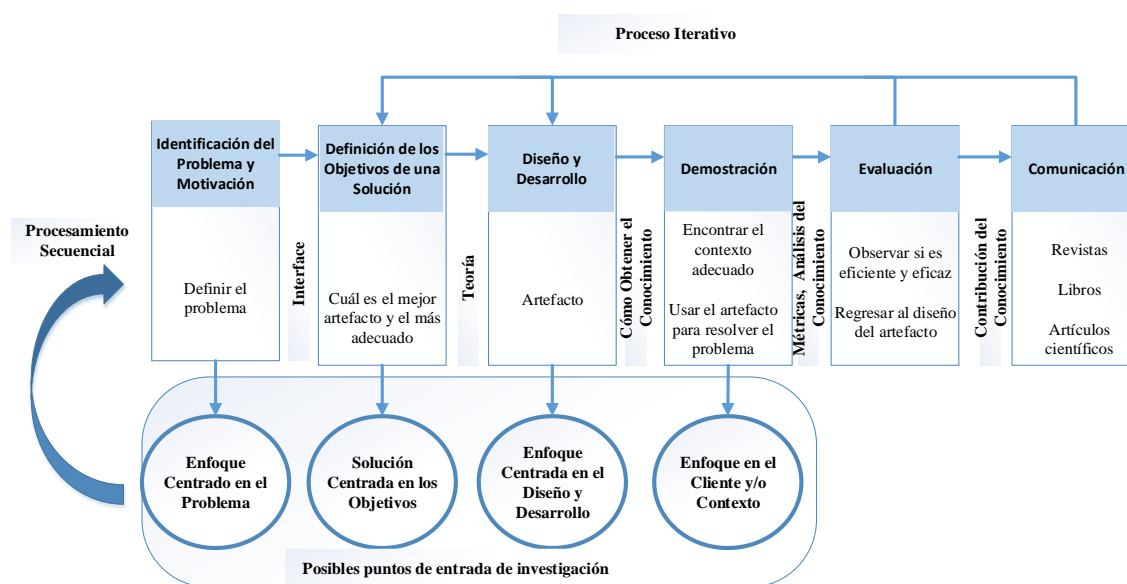 Proceso Iterativo
Identificación del
Problema y
Motivación
Definición de los
Objetivos de una
Solución
Diseño y
Desarrollo
Demostración
Evaluación
Comunicación
Procesamiento
Secuencial
Definir el
problema
Interface
Cuál es el mejor
artefacto y el más
adecuado
Teoría
Artefacto
Cómo Obtener el
Conocimiento
Encontrar el
contexto
adecuado
Usar el artefacto
para resolver el
problema
Métricas, Análisis del
Conocimiento
Observar si es
eficiente y eficaz
Regresar al diseño
del artefacto
Contribución del
Conocimiento
Revistas
Libros
Artículos
científicos
Enfoque
Centrado en el
Problema
Solución
Centrada en los
Objetivos
Enfoque
Centrada en el
Diseño y
Desarrollo
Enfoque en el
Cliente y/o
Contexto
Posibles puntos de entrada de investigación